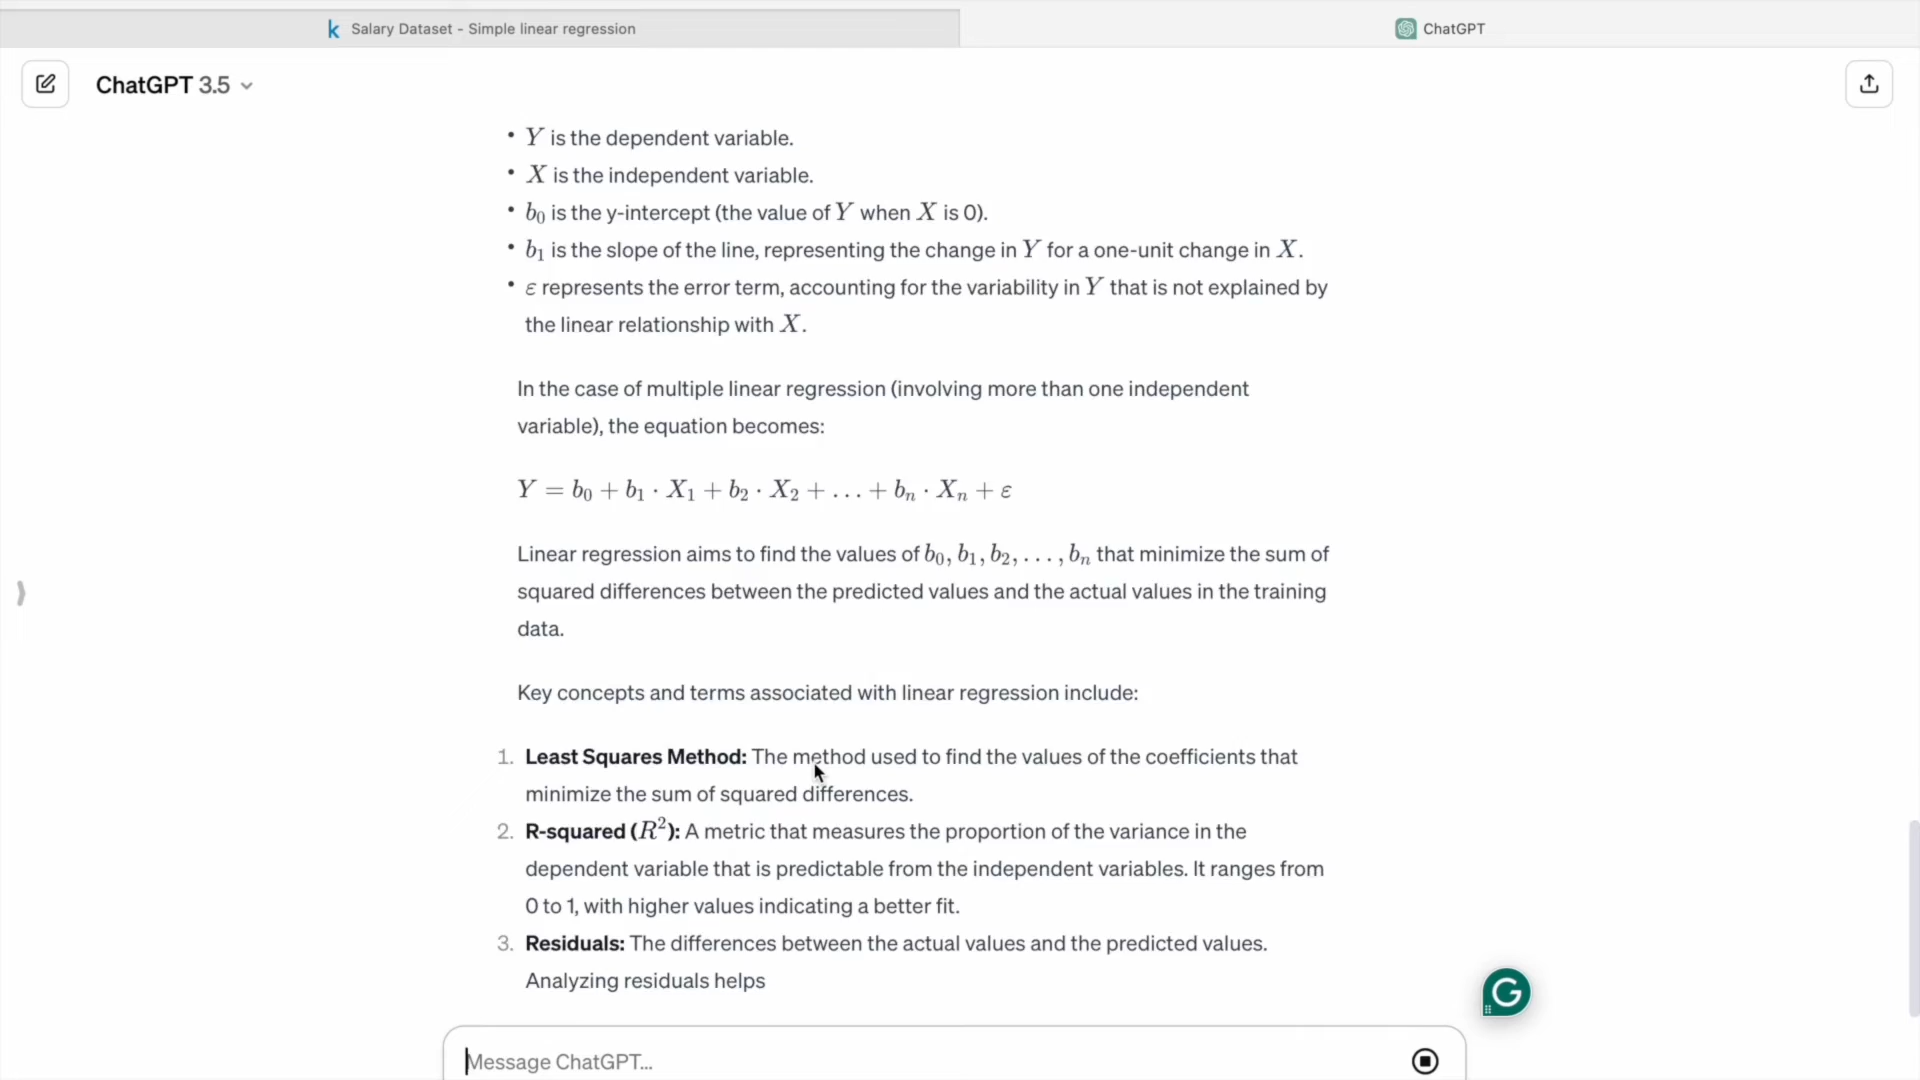 Salary Dataset - Simple linear regression
ChatGPT
ChatGPT 3.5
• Y is the dependent variable.
• X is the independent variable.
• b₀ is the y-intercept (the value of Y when X is 0).
• b₁ is the slope of the line, representing the change in Y for a one-unit change in X.
• ε represents the error term, accounting for the variability in Y that is not explained by
the linear relationship with X.
In the case of multiple linear regression (involving more than one independent
variable), the equation becomes:
Y = b₀ + b₁ · X₁ + b₂ · X₂ + … + bₙ · Xₙ + ε
Linear regression aims to find the values of b₀, b₁, b₂, …, bₙ that minimize the sum of
squared differences between the predicted values and the actual values in the training
data.
Key concepts and terms associated with linear regression include:
1. Least Squares Method: The method used to find the values of the coefficients that
minimize the sum of squared differences.
2. R-squared (R²): A metric that measures the proportion of the variance in the
dependent variable that is predictable from the independent variables. It ranges from
0 to 1, with higher values indicating a better fit.
3. Residuals: The differences between the actual values and the predicted values.
Analyzing residuals helps
Message ChatGPT…